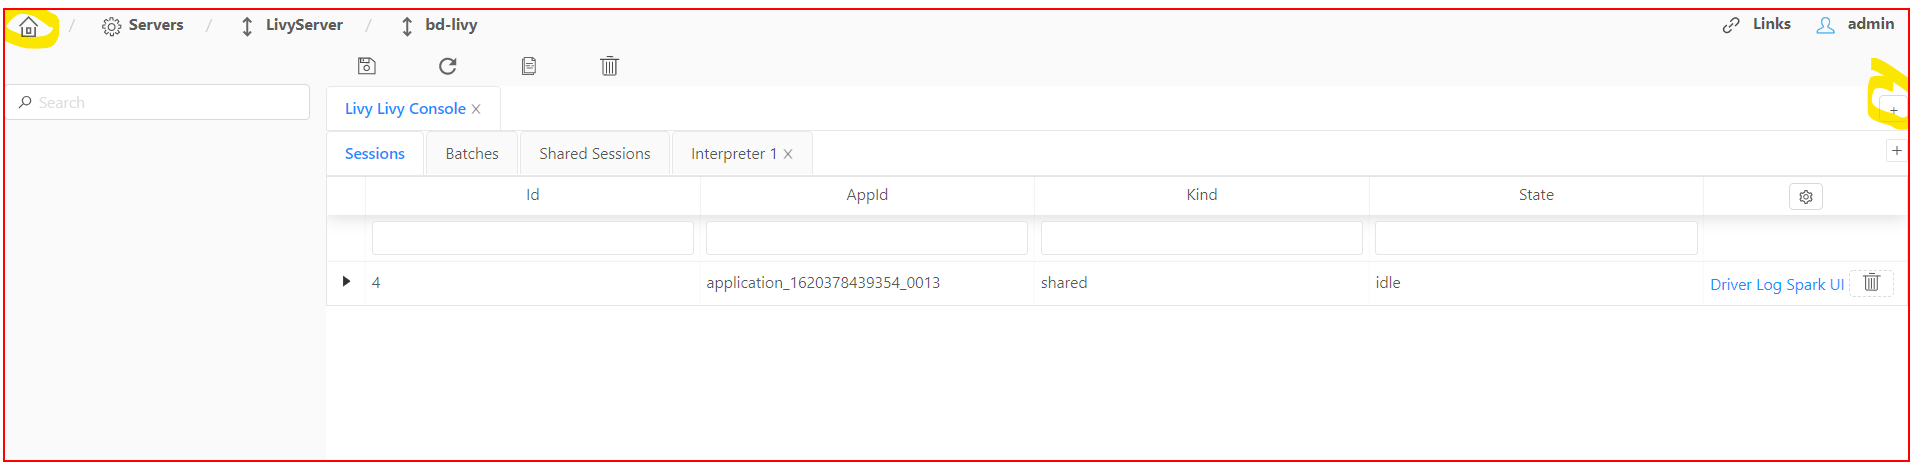 / Servers / LivyServer / bd-livy Links admin
Search
Livy Livy Console X
+
Sessions Batches Shared Sessions Interpreter 1 X
+
Id AppId Kind State
4 application_1620378439354_0013 shared idle Driver Log Spark UI